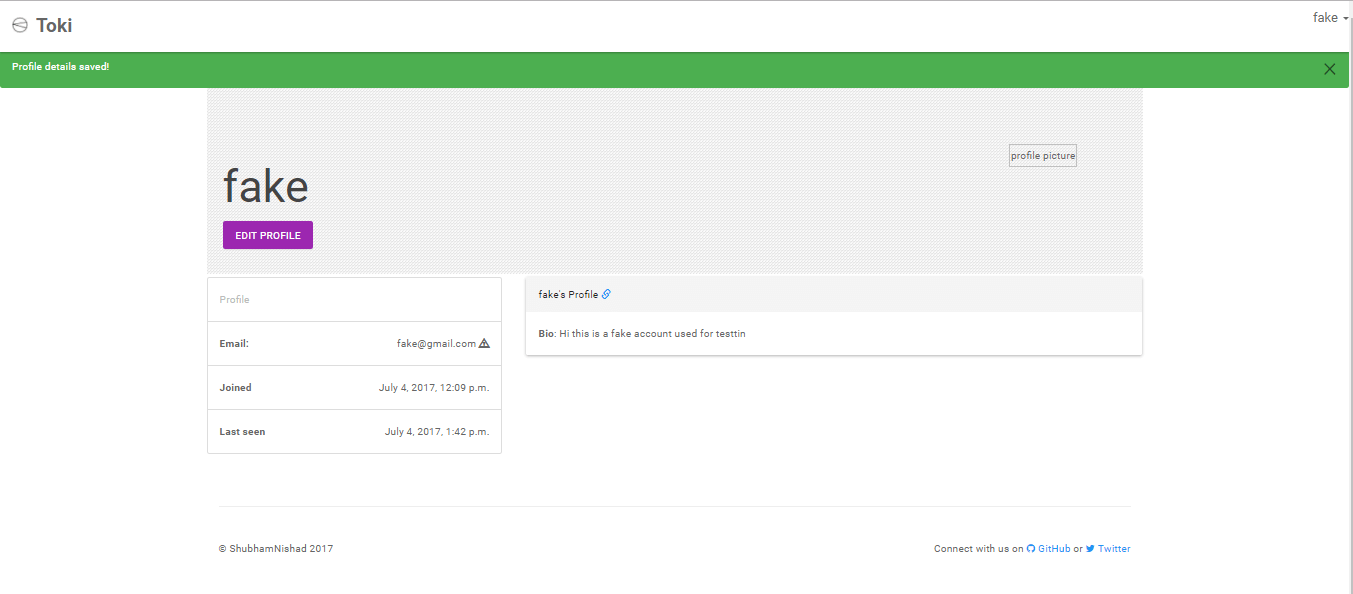 Toki
fake
Profile details saved!
profile picture
fake
EDIT PROFILE
Profile
Email: fake@gmail.com
Joined July 4, 2017, 12:09 p.m.
Last seen July 4, 2017, 1:42 p.m.
fake's Profile
Bio: Hi this is a fake account used for testtin
© ShubhamNishad 2017
Connect with us on GitHub or Twitter